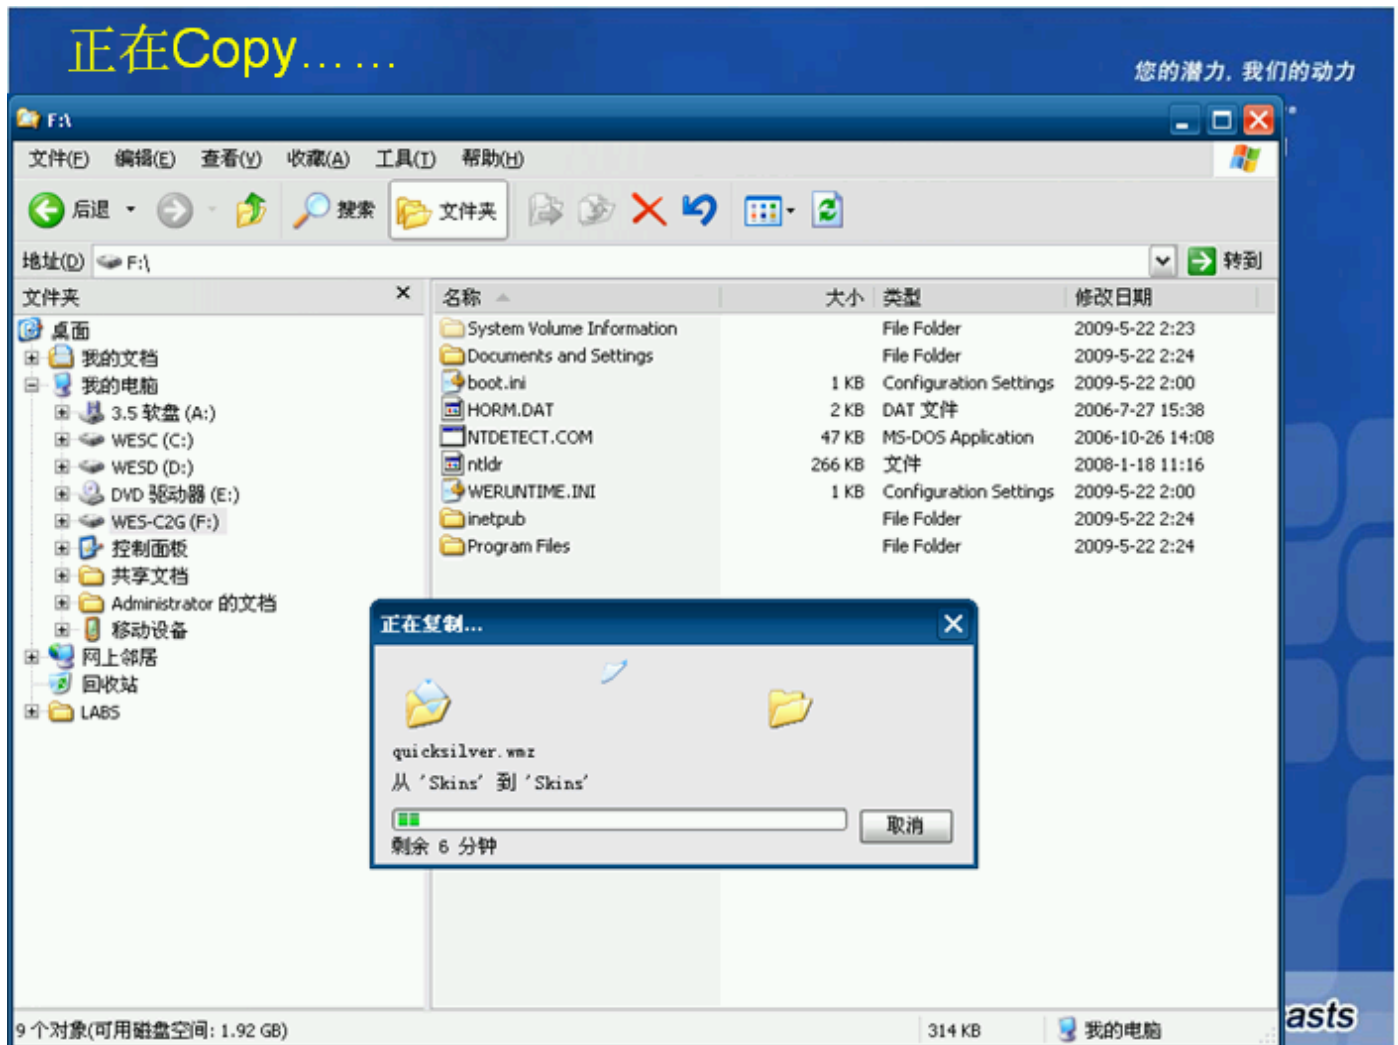 正在Copy……
您的潜力，我们的动力
F:\
文件(F) 编辑(E) 查看(V) 收藏(A) 工具(T) 帮助(H)
后退 搜索 文件夹
地址(D) F:\ 转到
文件夹 名称 大小 类型 修改日期
桌面
我的文档
我的电脑
3.5 软盘 (A:)
WESC (C:)
WESD (D:)
DVD 驱动器 (E:)
WES-C2G (F:)
控制面板
共享文档
Administrator 的文档
移动设备
网上邻居
回收站
LABS
System Volume Information File Folder 2009-5-22 2:23
Documents and Settings File Folder 2009-5-22 2:24
boot.ini 1 KB Configuration Settings 2009-5-22 2:00
HORM.DAT 2 KB DAT 文件 2006-7-27 15:38
NTDETECT.COM 47 KB MS-DOS Application 2006-10-26 14:08
ntldr 266 KB 文件 2008-1-18 11:16
WERUNTIME.INI 1 KB Configuration Settings 2009-5-22 2:00
inetpub File Folder 2009-5-22 2:24
Program Files File Folder 2009-5-22 2:24
正在复制...
quicksilver.wmz
从 'Skins' 到 'Skins'
取消
剩余 6 分钟
9 个对象(可用磁盘空间: 1.92 GB) 314 KB 我的电脑
asts